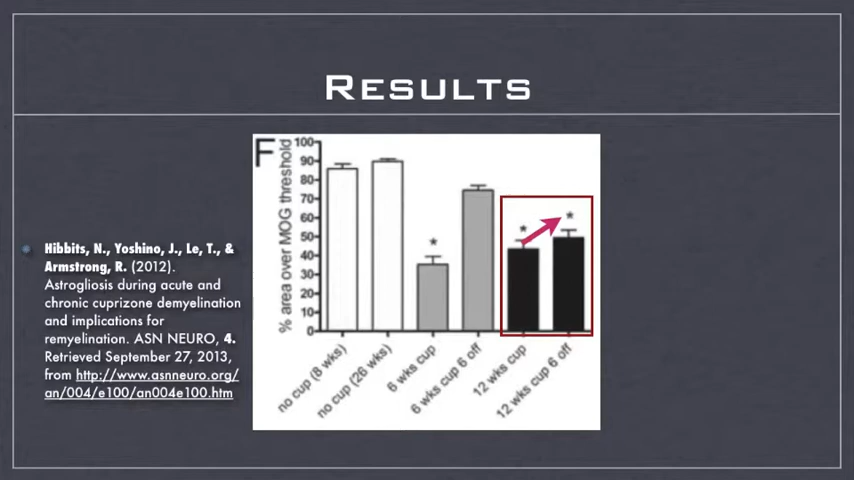 RESULTS
F
% area over MOG threshold
100
90
80
70
60
50
40
30
20
10
0
*
*
*
no cup (8 wks)
no cup (26 wks)
6 wks cup
6 wks cup 6 off
12 wks cup
12 wks cup 6 off
Hibbits, N., Yoshino, J., Le, T., &
Armstrong, R. (2012).
Astrogliosis during acute and
chronic cuprizone demyelination
and implications for
remyelination. ASN NEURO, 4.
Retrieved September 27, 2013,
from http://www.asnneuro.org/
an/004/e100/an004e100.htm